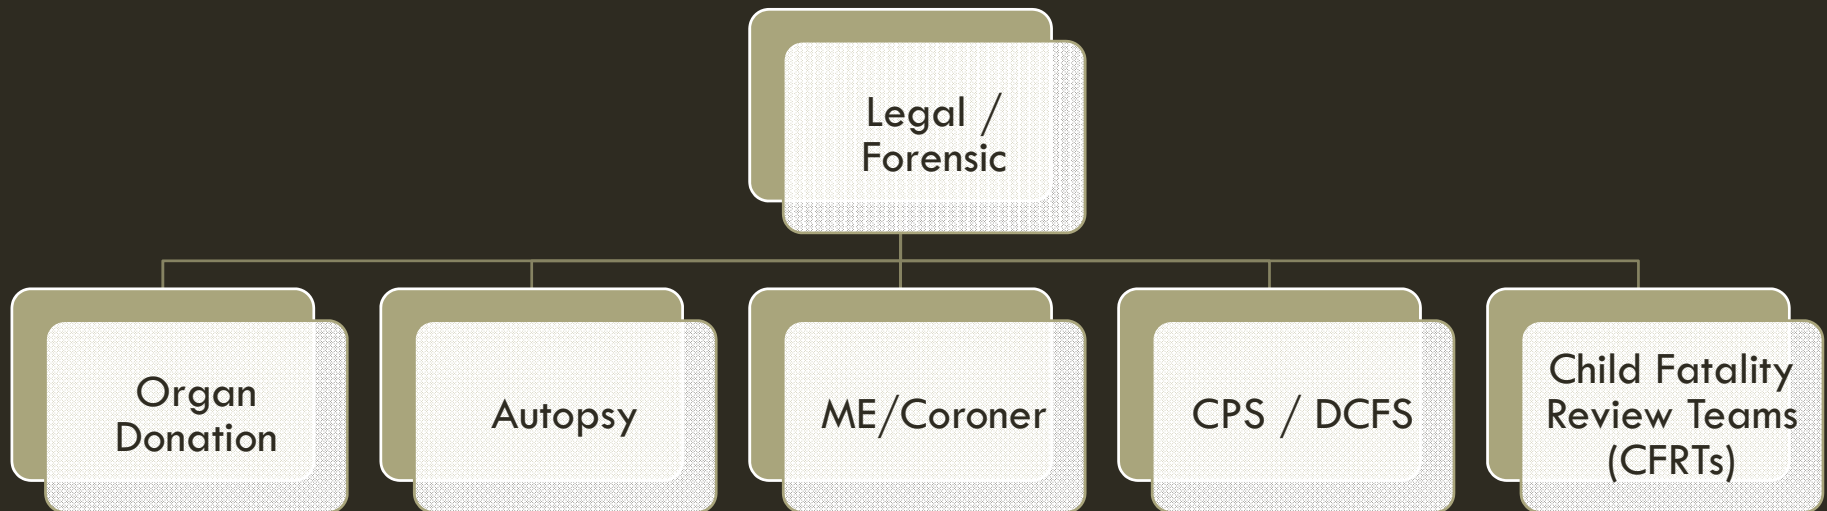 Legal /
Forensic
Organ
Donation
Autopsy
ME/Coroner
CPS / DCFS
Child Fatality
Review Teams
(CFRTs)